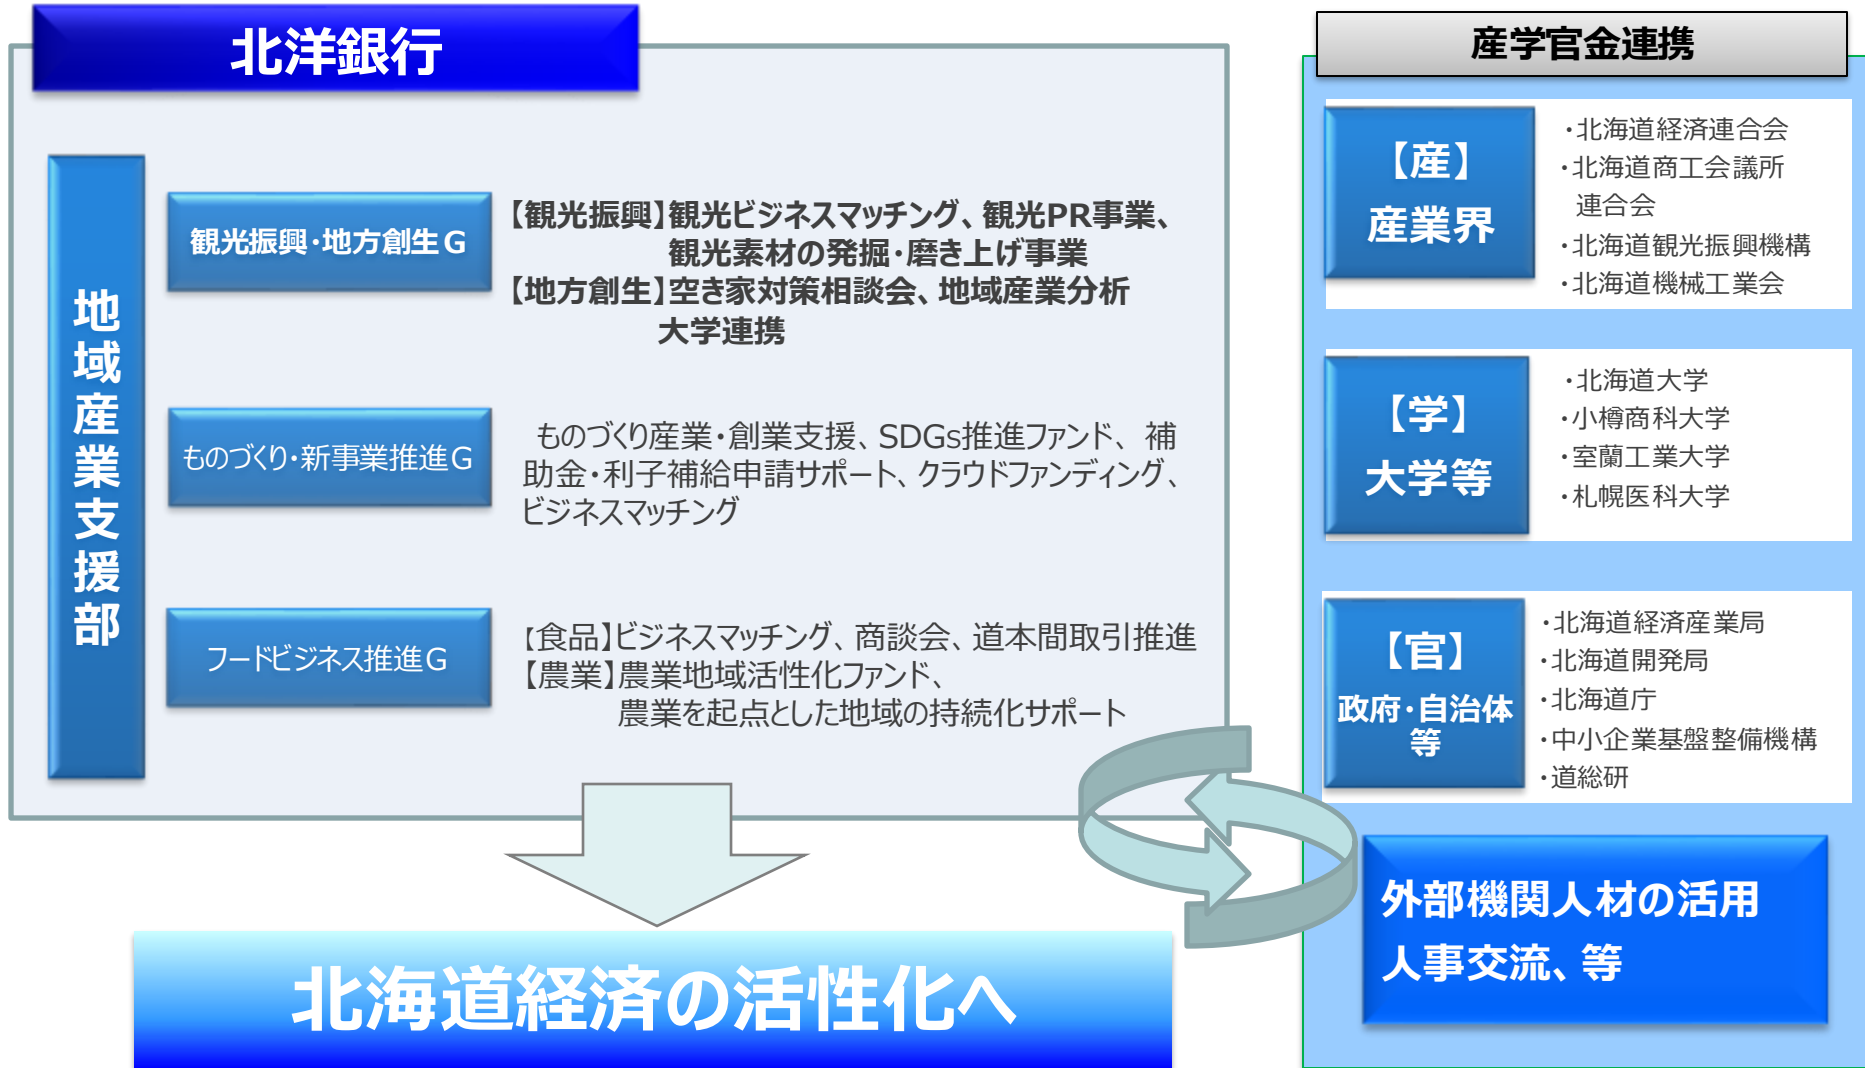 北洋銀行
地域産業支援部
観光振興・地方創生G
【観光振興】観光ビジネスマッチング、観光PR事業、
観光素材の発掘・磨き上げ事業
【地方創生】空き家対策相談会、地域産業分析
大学連携
ものづくり・新事業推進G
ものづくり産業・創業支援、SDGs推進ファンド、補
助金・利子補給申請サポート、クラウドファンディング、
ビジネスマッチング
フードビジネス推進G
【食品】ビジネスマッチング、商談会、道本間取引推進
【農業】農業地域活性化ファンド、
農業を起点とした地域の持続化サポート
北海道経済の活性化へ
産学官金連携
【産】
産業界
・北海道経済連合会
・北海道商工会議所
連合会
・北海道観光振興機構
・北海道機械工業会
【学】
大学等
・北海道大学
・小樽商科大学
・室蘭工業大学
・札幌医科大学
【官】
政府・自治体
等
・北海道経済産業局
・北海道開発局
・北海道庁
・中小企業基盤整備機構
・道総研
外部機関人材の活用
人事交流、等